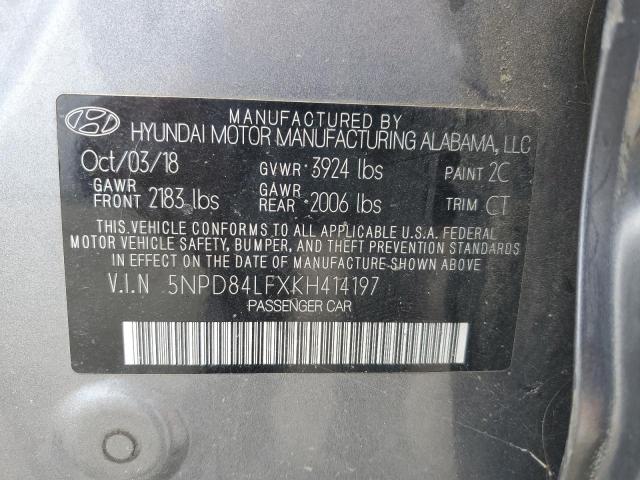 MANUFACTURED BY
HYUNDAI MOTOR MANUFACTURING ALABAMA, LLC
Oct/03/18 GVWR : 3924 lbs PAINT 2C
GAWR FRONT 2183 lbs GAWR REAR : 2006 lbs TRIM CT
THIS VEHICLE CONFORMS TO ALL APPLICABLE U.S.A. FEDERAL
MOTOR VEHICLE SAFETY, BUMPER, AND THEFT PREVENTION STANDARDS
IN EFFECT ON THE DATE OF MANUFACTURE SHOWN ABOVE
V.I.N 5NPD84LFXKH414197
PASSENGER CAR